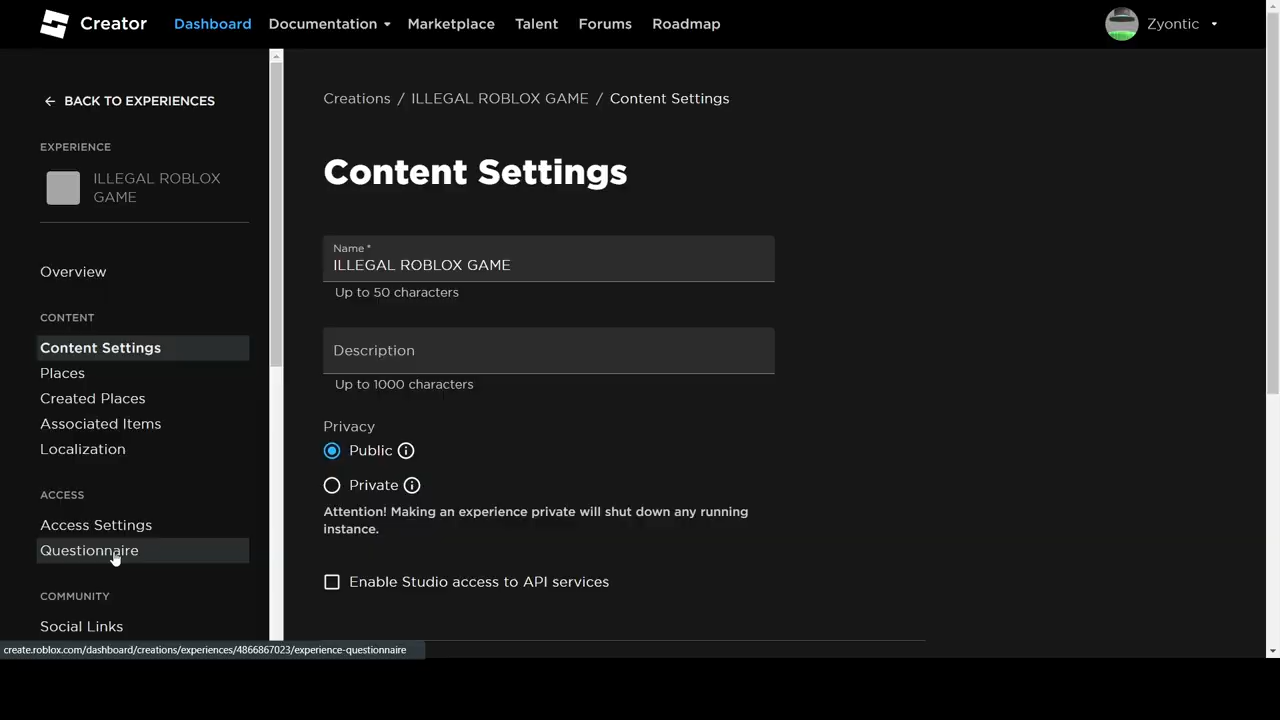 Creator
Dashboard
Documentation
Marketplace
Talent
Forums
Roadmap
Zyontic
BACK TO EXPERIENCES
EXPERIENCE
ILLEGAL ROBLOX
GAME
Overview
CONTENT
Content Settings
Places
Created Places
Associated Items
Localization
ACCESS
Access Settings
Questionnaire
COMMUNITY
Social Links
create.roblox.com/dashboard/creations/experiences/4866867023/experience-questionnaire
Creations / ILLEGAL ROBLOX GAME / Content Settings
Content Settings
Name *
ILLEGAL ROBLOX GAME
Up to 50 characters
Description
Up to 1000 characters
Privacy
Public
Private
Attention! Making an experience private will shut down any running
instance.
Enable Studio access to API services